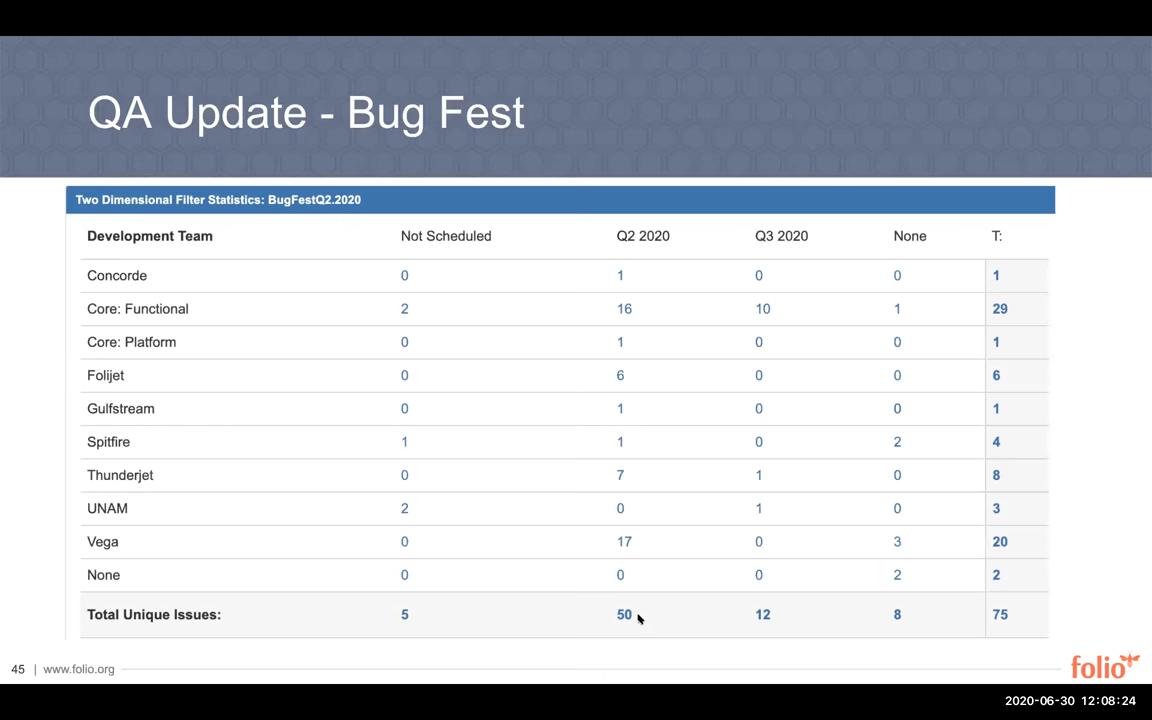 QA Update - Bug Fest
Two Dimensional Filter Statistics: BugFestQ2.2020
Development Team Not Scheduled Q2 2020 Q3 2020 None T:
Concorde 0 1 0 0 1
Core: Functional 2 16 10 1 29
Core: Platform 0 1 0 0 1
Folijet 0 6 0 0 6
Gulfstream 0 1 0 0 1
Spitfire 1 1 0 2 4
Thunderjet 0 7 1 0 8
UNAM 2 0 1 0 3
Vega 0 17 0 3 20
None 0 0 0 2 2
Total Unique Issues: 5 50 12 8 75
45 | www.folio.org
folio
2020-06-30 12:08:24